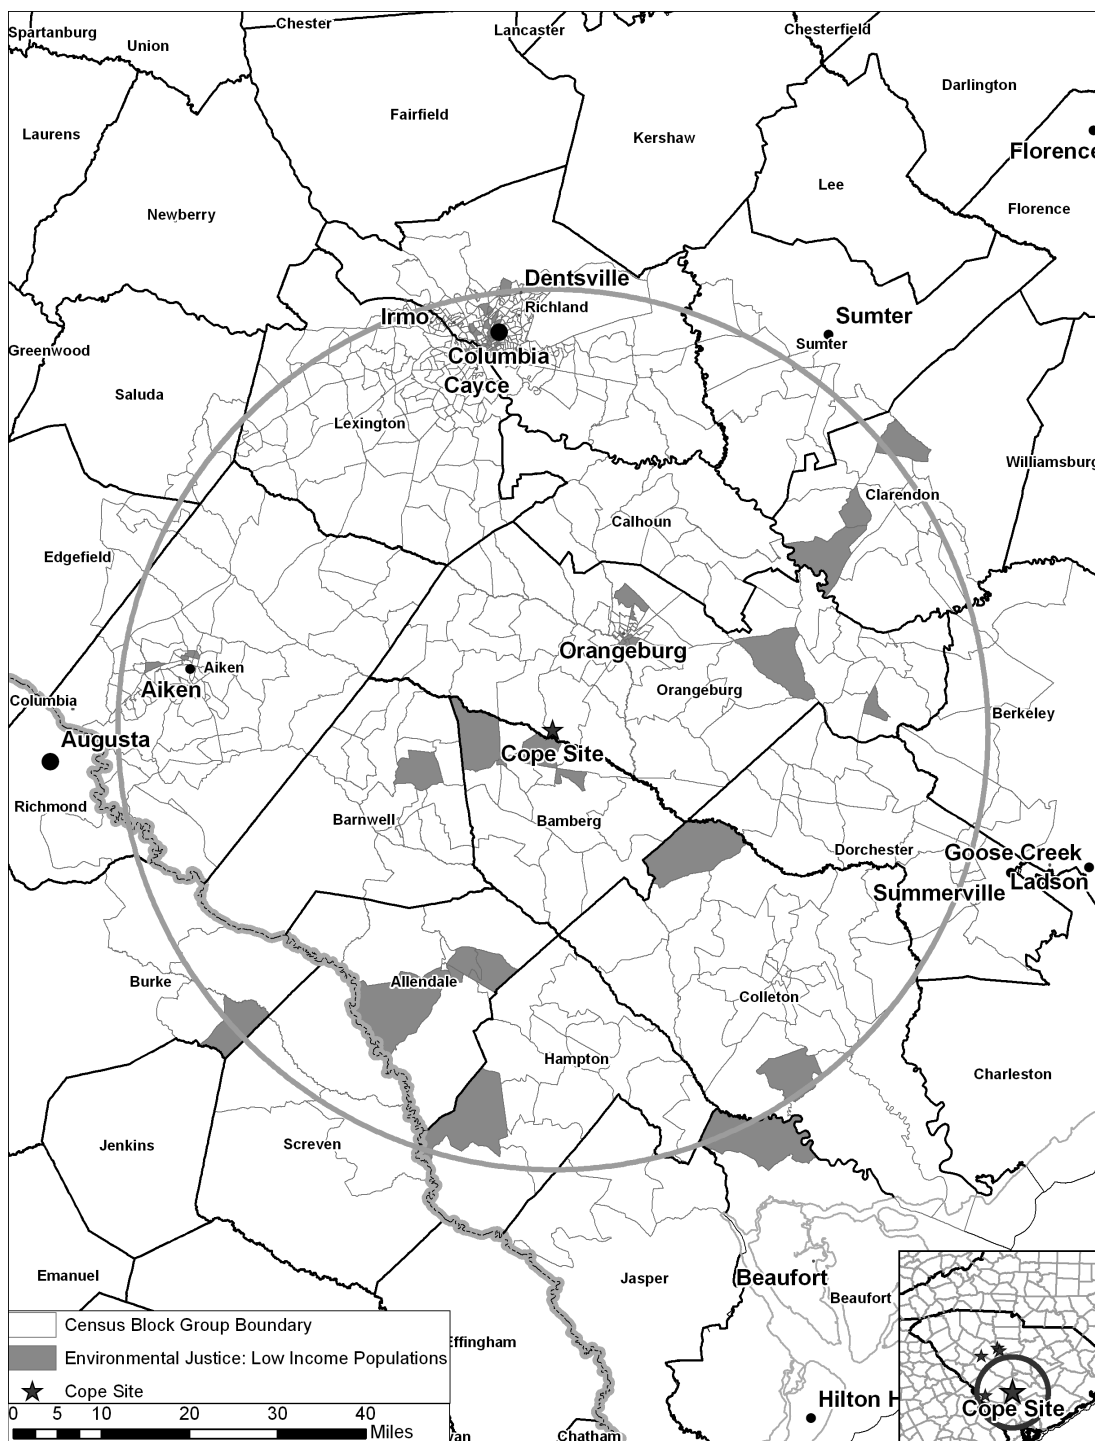 Chester
Spartanburg
Lancaster
Chesterfield
Union
Darlington
Fairfield
Laurens
Kershaw
Florence
Lee
Newberry
Florence
Dentsville
Richland
Irmo
Sumter
Sumter
Greenwood
Columbia
Cayce
Saluda
Lexington
Williamsburg
Clarendon
Calhoun
Edgefield
Orangeburg
Aiken
Aiken
Orangeburg
Columbia
Berkeley
Augusta
Cope Site
Richmond
Barnwell
Bamberg
Dorchester
Goose Creek
Ladson
Summerville
Burke
Allendale
Colleton
Hampton
Charleston
Jenkins
Screven
Emanuel
Jasper
Beaufort
Beaufort
Effingham
Hilton H
Chatham
van
Census Block Group Boundary
Environmental Justice: Low Income Populations
Cope Site
0 5 10 20 30 40
Miles
Cope Site